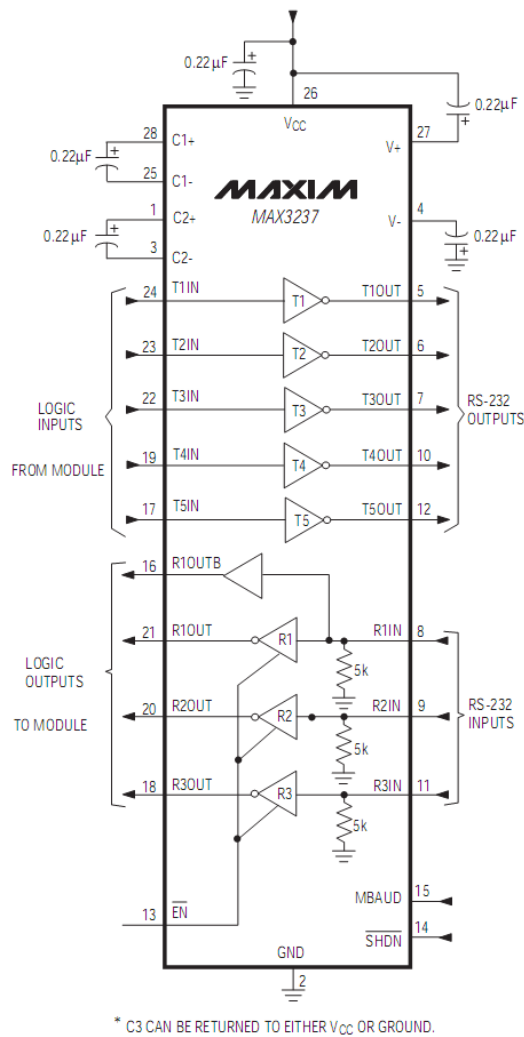 0.22µF
+
26
VCC
0.22µF
+
27
V+
28
C1+
0.22µF
+
25
C1-
MAXIM
MAX3237
1
C2+
0.22µF
+
3
C2-
4
V-
+
0.22µF
24
T1IN
T1
T1OUT
5
23
T2IN
T2
T2OUT
6
22
T3IN
T3
T3OUT
7
LOGIC
INPUTS
FROM MODULE
RS-232
OUTPUTS
19
T4IN
T4
T4OUT
10
17
T5IN
T5
T5OUT
12
16
R1OUTB
21
R1OUT
R1
R1IN
8
5k
LOGIC
OUTPUTS
TO MODULE
20
R2OUT
R2
R2IN
9
5k
RS-232
INPUTS
18
R3OUT
R3
R3IN
11
5k
MBAUD
15
13
EN
SHDN
14
GND
2
* C3 CAN BE RETURNED TO EITHER VCC OR GROUND.